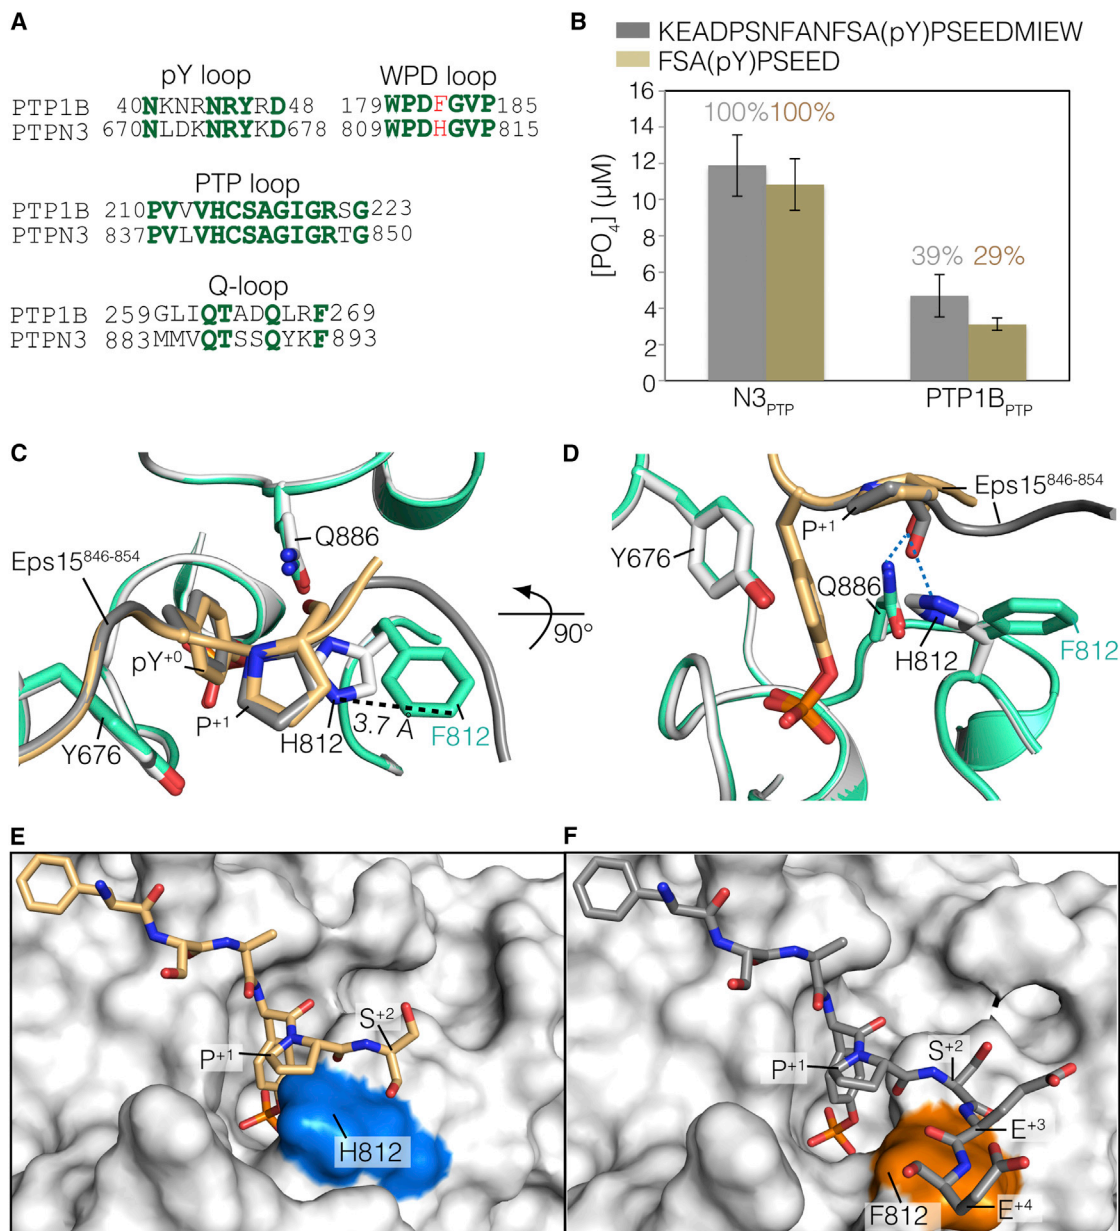 A
pY loop
WPD loop
PTP1B 40NKNRNRYRD48 179WPDFGVP185
PTPN3 670NLDKNRYKD678 809WPDHGVP815
PTP loop
PTP1B 210PVVVHCSAGIGRSG223
PTPN3 837PVLVHCSAGIGRTG850
Q-loop
PTP1B 259GLIQTADQLRF269
PTPN3 883MMVQTSSQYKF893
B
KEADPSNFANFSA(pY)PSEEDMIEW
FSA(pY)PSEED
[PO4] (µM)
16
14
12
10
8
6
4
2
0
100% 100%
39% 29%
N3PTP
PTP1BPTP
C
Q886
Eps15846-854
pY+0
P+1
Y676
H812
3.7 Å
F812
90°
D
Eps15846-854
P+1
Y676
Q886
H812
F812
E
P+1
S+2
H812
F
P+1
S+2
E+3
F812
E+4